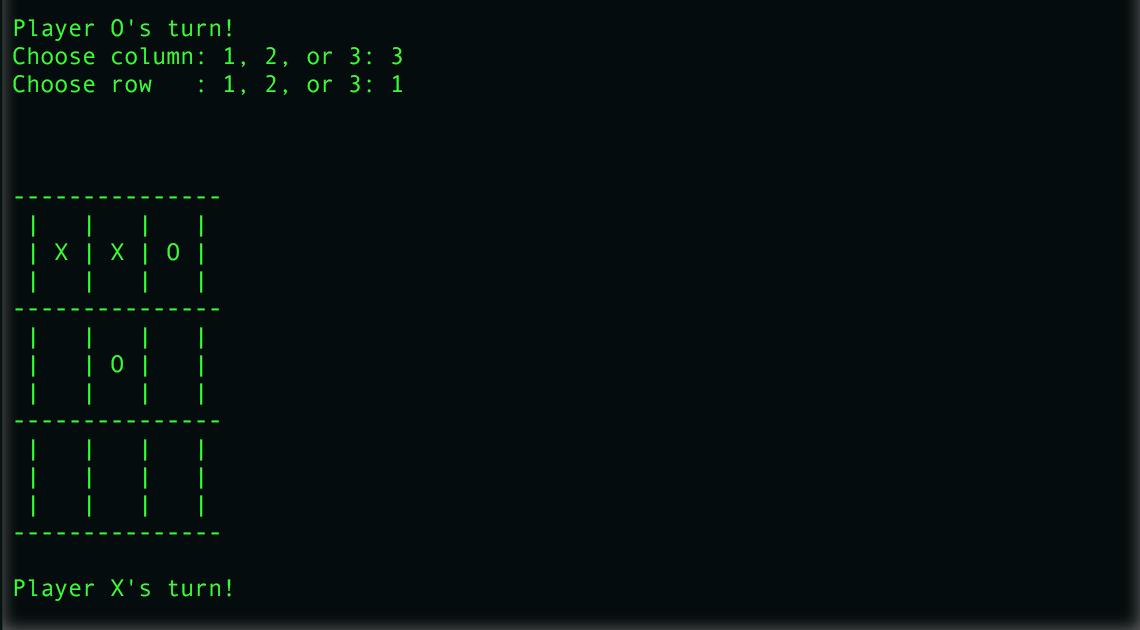 Player O's turn!
Choose column: 1, 2, or 3: 3
Choose row   : 1, 2, or 3: 1
---------------
 |   |   |   |
 | X | X | O |
 |   |   |   |
---------------
 |   |   |   |
 |   | O |   |
 |   |   |   |
---------------
 |   |   |   |
 |   |   |   |
 |   |   |   |
---------------
Player X's turn!